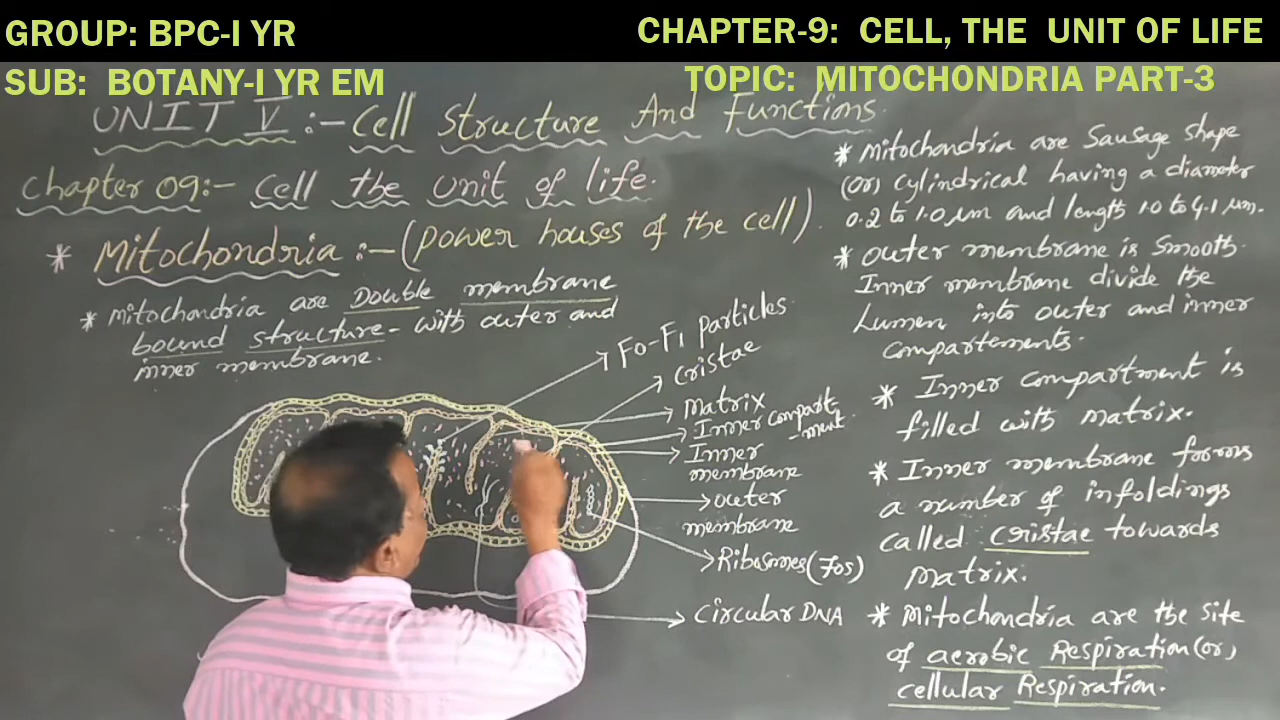 GROUP: BPC-I YR
CHAPTER-9: CELL, THE UNIT OF LIFE
SUB: BOTANY-I YR EM
TOPIC: MITOCHONDRIA PART-3
UNIT V :- Cell Structure And Functions.
Chapter 09:- Cell the Unit of life.
* Mitochondria :- (power houses of the cell).
* Mitochondria are Double membrane
bound structure - with outer and
inner membrane.
Fo-F1 Particles
Cristae
Matrix
Inner compart
-ment.
Inner
membrane
outer
membrane
Ribosomes (70s)
Circular DNA
* Mitochondria are Sausage shape
(or) cylindrical having a diameter
0.2 to 1.0 µm and length 1.0 to 4.1 µm.
* outer membrane is smooth.
Inner membrane divide the
Lumen into outer and inner
compartements.
* Inner compartment is
filled with matrix.
* Inner membrane forms
a number of infoldings
called cristae towards
matrix.
* Mitochondria are the site
of aerobic Respiration (or)
cellular Respiration.